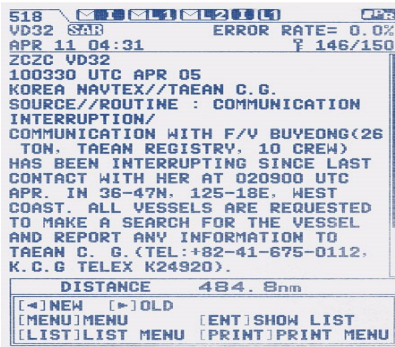 518
VD32 SAR ERROR RATE= 0.0%
APR 11 04:31 146/150
ZCZC VD32
100330 UTC APR 05
KOREA NAVTEX//TAEAN C.G.
SOURCE//ROUTINE : COMMUNICATION
INTERRUPTION/
COMMUNICATION WITH F/V BUYEONG(26
TON, TAEAN REGISTRY, 10 CREW)
HAS BEEN INTERRUPTING SINCE LAST
CONTACT WITH HER AT 020900 UTC
APR. IN 36-47N, 125-18E, WEST
COAST. ALL VESSELS ARE REQUESTED
TO MAKE A SEARCH FOR THE VESSEL
AND REPORT ANY INFORMATION TO
TAEAN C. G.(TEL:+82-41-675-0112,
K.C.G TELEX K24920).
DISTANCE 484. 8nm
[◄]NEW [►]OLD
[MENU]MENU [ENT]SHOW LIST
[LIST]LIST MENU [PRINT]PRINT MENU